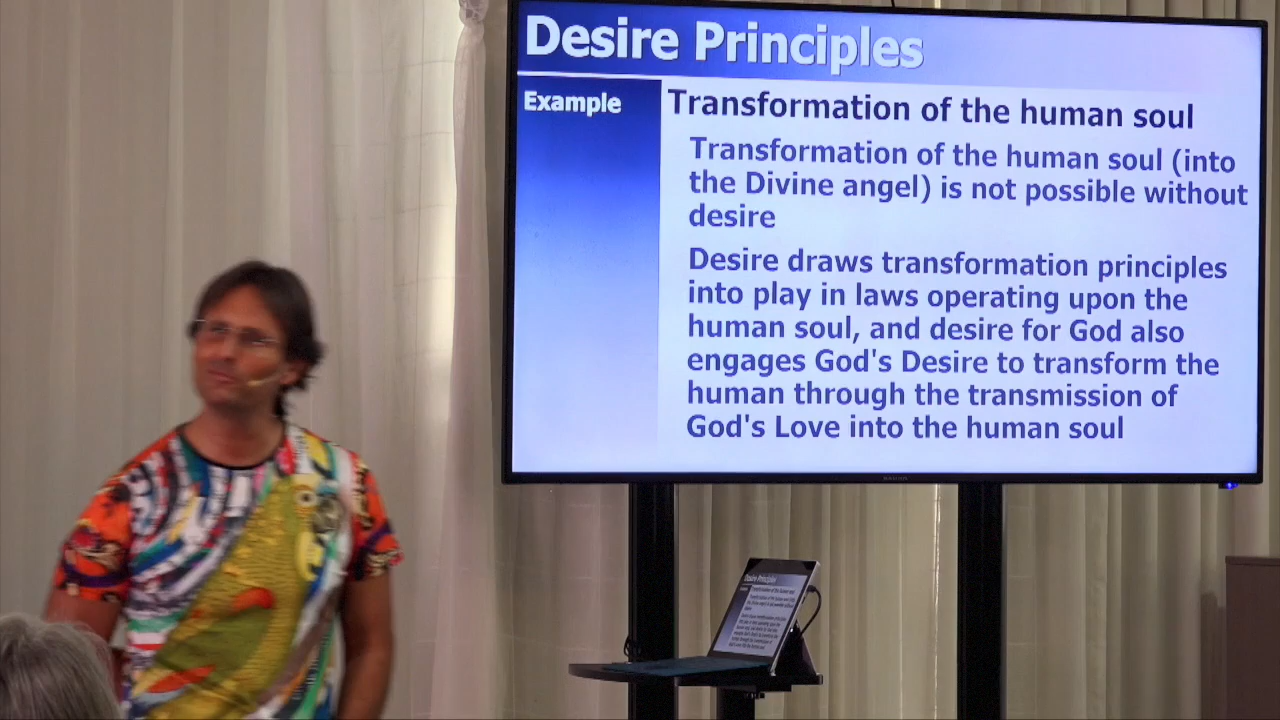 Desire Principles
Example
Transformation of the human soul
Transformation of the human soul (into
the Divine angel) is not possible without
desire
Desire draws transformation principles
into play in laws operating upon the
human soul, and desire for God also
engages God's Desire to transform the
human through the transmission of
God's Love into the human soul
Desire Principles